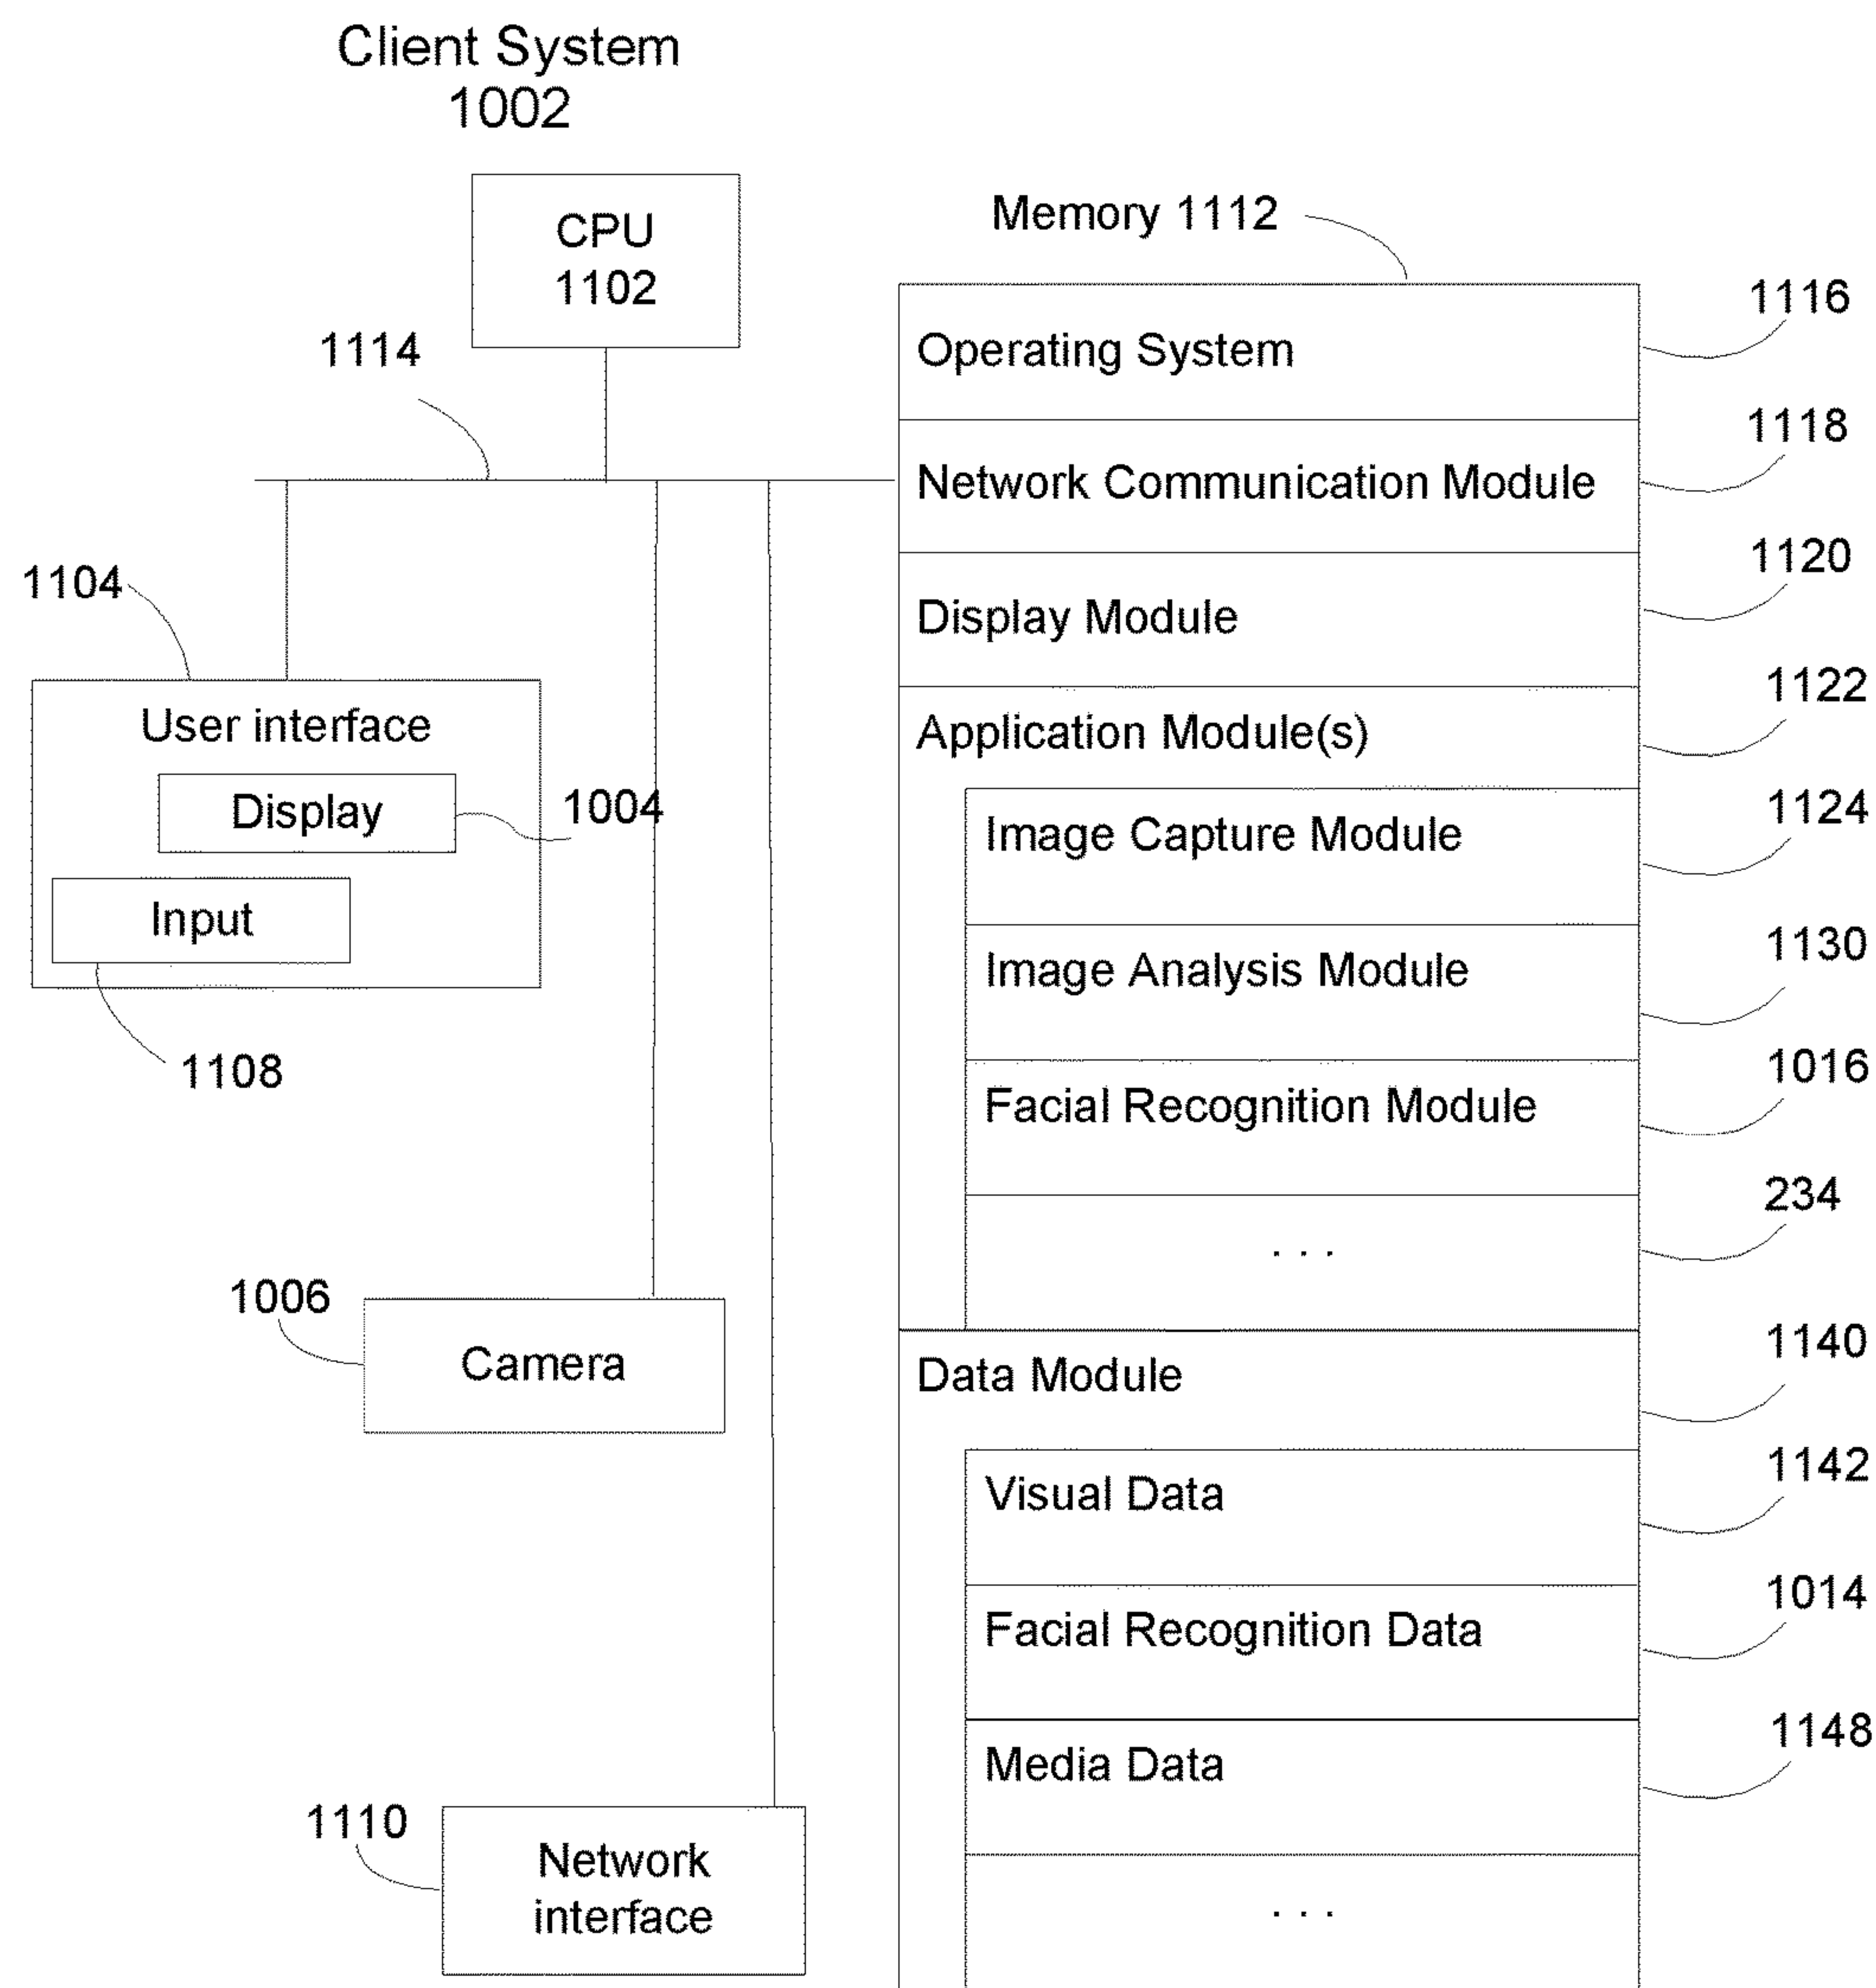 Client System
1002
CPU
1102
1114
1104
User interface
Display
1004
Input
1108
1006
Camera
1110
Network
interface
Memory 1112
Operating System
1116
Network Communication Module
1118
Display Module
1120
Application Module(s)
1122
Image Capture Module
1124
Image Analysis Module
1130
Facial Recognition Module
1016
. . .
234
Data Module
1140
Visual Data
1142
Facial Recognition Data
1014
Media Data
1148
. . .